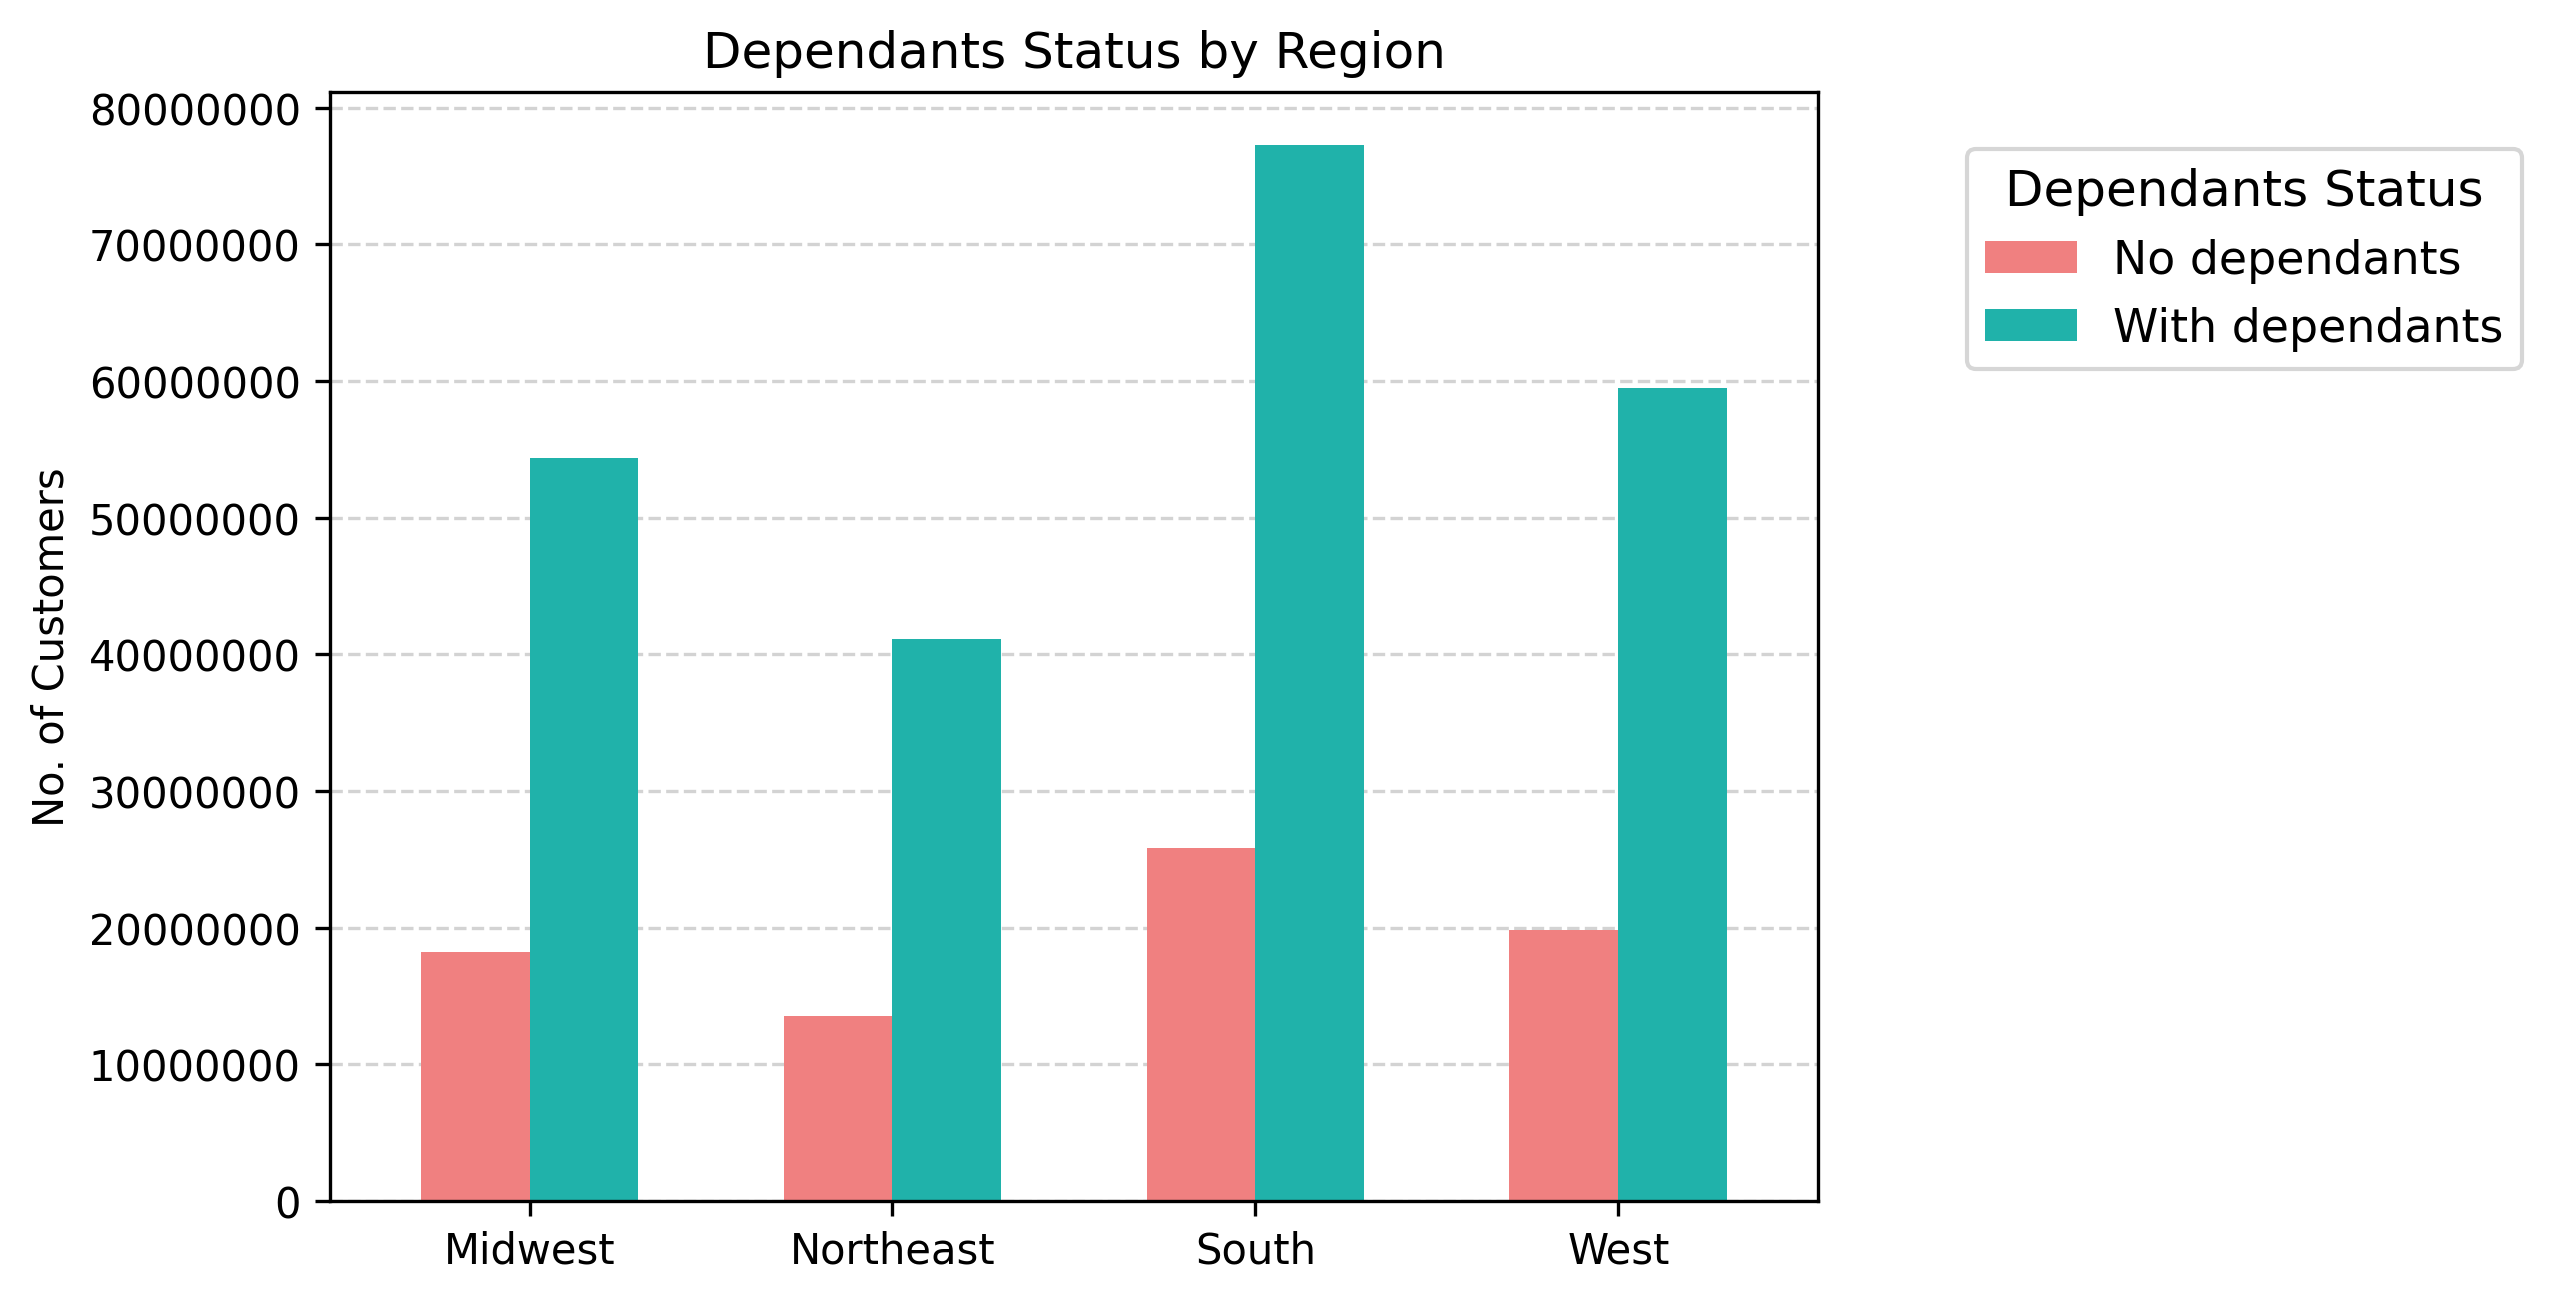 Dependants Status by Region
80000000
70000000
60000000
50000000
40000000
30000000
20000000
10000000
0
No. of Customers
Midwest
Northeast
South
West
Dependants Status
No dependants
With dependants